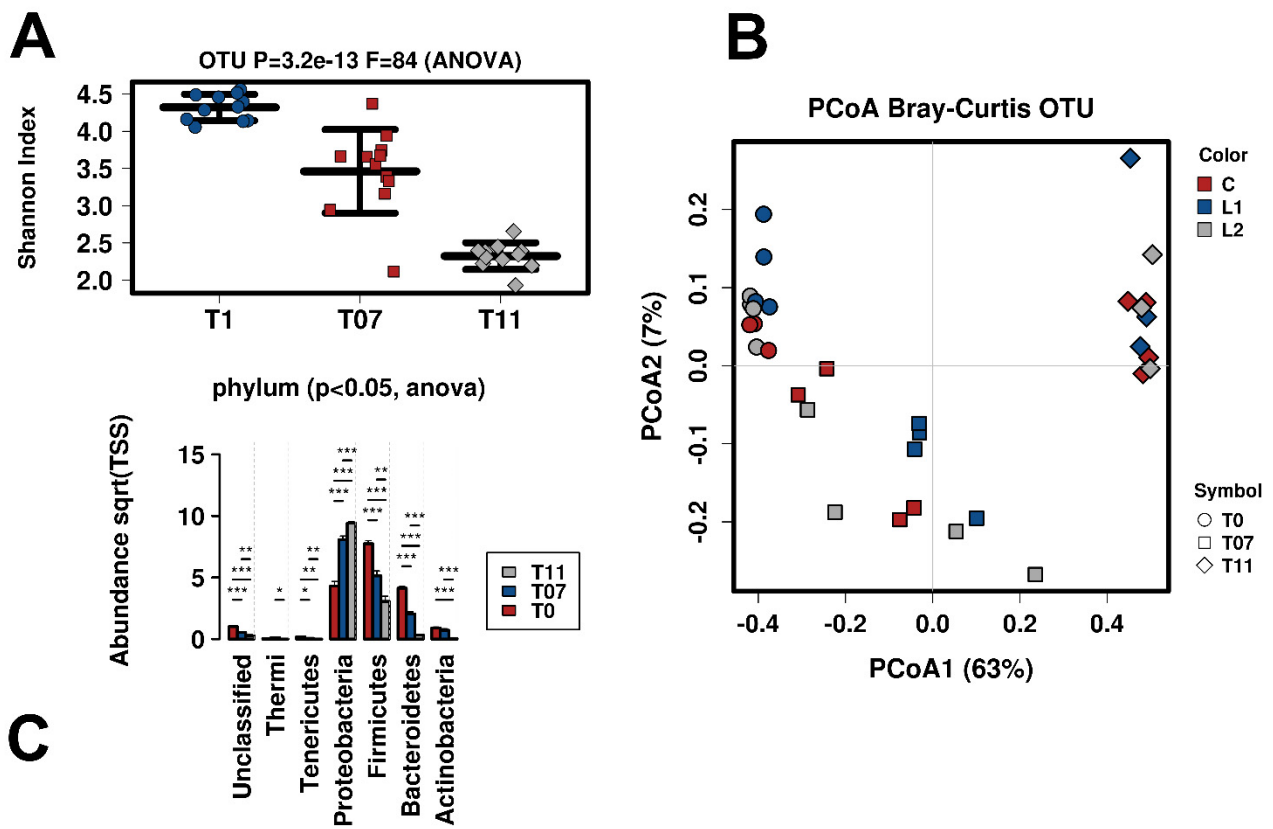 A
OTU P=3.2e-13 F=84 (ANOVA)
Shannon Index
4.5
4.0
3.5
3.0
2.5
2.0
T1 T07 T11
B
PCoA Bray-Curtis OTU
PCoA2 (7%)
0.2
0.1
0.0
-0.1
-0.2
-0.4 -0.2 0.0 0.2 0.4
PCoA1 (63%)
Color
C
L1
L2
Symbol
T0
T07
T11
phylum (p<0.05, anova)
Abundance sqrt(TSS)
15
10
5
0
***
*** **
*** *** ***
** *** *** ***
*** ** ** *** *** ***
*** * * *** ***
T11
T07
T0
Unclassified
Thermi
Tenericutes
Proteobacteria
Firmicutes
Bacteroidetes
Actinobacteria
C